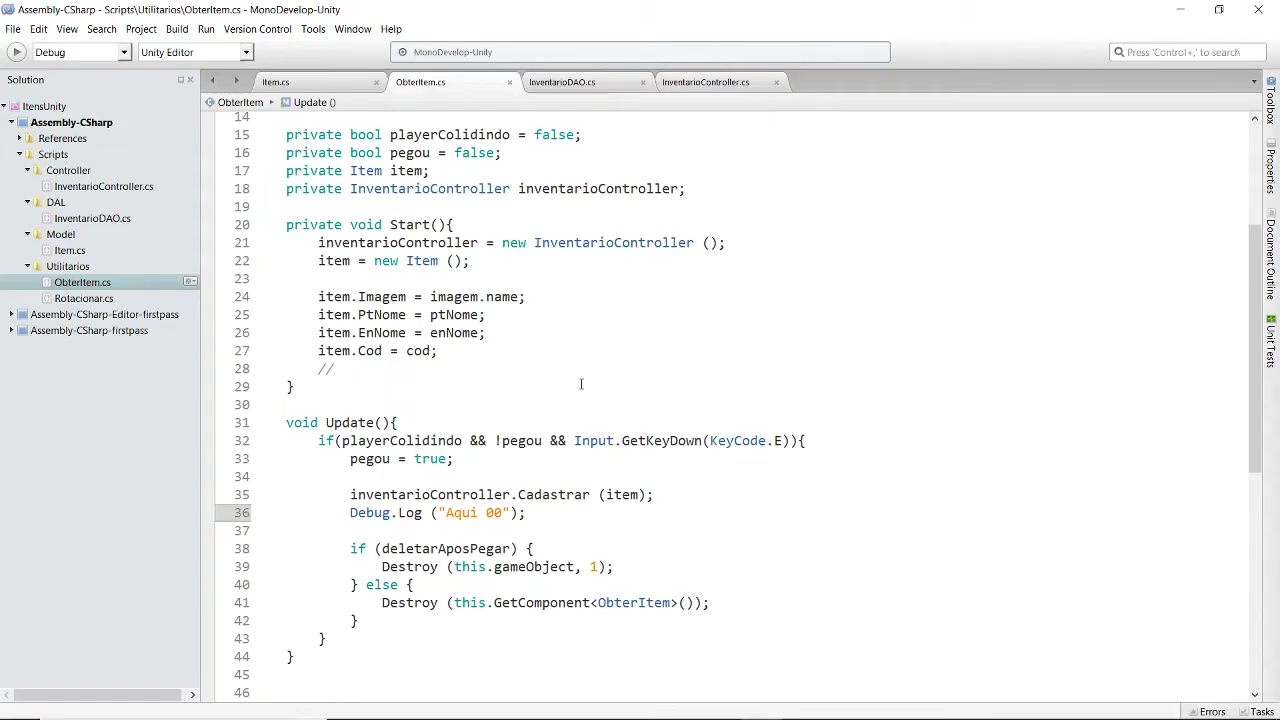 Assembly-CSharp - Scripts\Utilitarios\ObterItem.cs - MonoDevelop-Unity
File Edit View Search Project Build Run Version Control Tools Window Help
Debug Unity Editor MonoDevelop-Unity Press 'Control+,' to search
Solution
ItensUnity
Assembly-CSharp
References
Scripts
Controller
InventarioController.cs
DAL
InventarioDAO.cs
Model
Item.cs
Utilitarios
ObterItem.cs
Rotacionar.cs
Assembly-CSharp-Editor-firstpass
Assembly-CSharp-firstpass
Item.cs ObterItem.cs InventarioDAO.cs InventarioController.cs
ObterItem Update ()
14
15 private bool playerColidindo = false;
16 private bool pegou = false;
17 private Item item;
18 private InventarioController inventarioController;
19
20 private void Start(){
21 inventarioController = new InventarioController ();
22 item = new Item ();
23
24 item.Imagem = imagem.name;
25 item.PtNome = ptNome;
26 item.EnNome = enNome;
27 item.Cod = cod;
28 //
29 }
30
31 void Update(){
32 if(playerColidindo && !pegou && Input.GetKeyDown(KeyCode.E)){
33 pegou = true;
34
35 inventarioController.Cadastrar (item);
36 Debug.Log ("Aqui 00");
37
38 if (deletarAposPegar) {
39 Destroy (this.gameObject, 1);
40 } else {
41 Destroy (this.GetComponent<ObterItem>());
42 }
43 }
44 }
45
46
Toolbox
Properties
Document Outline
Unit Tests
Errors Tasks